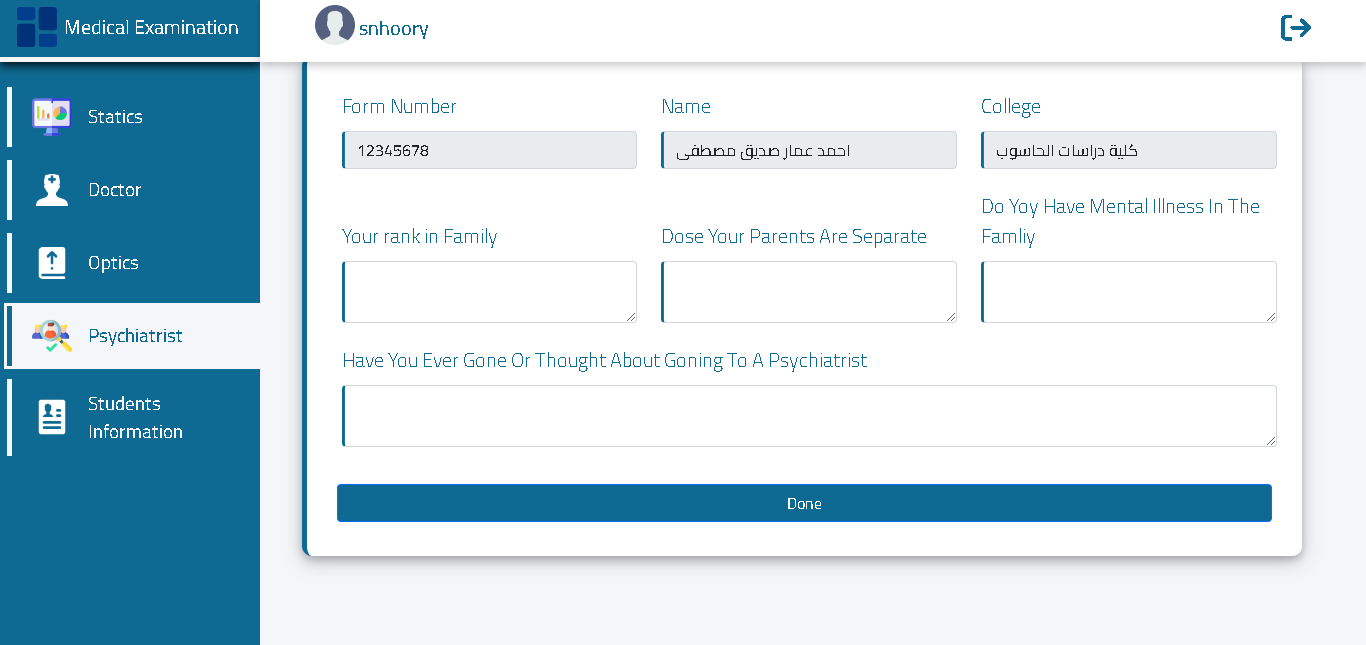 Medical Examination
snhoory
Statics
Doctor
Optics
Psychiatrist
Students
Information
Form Number
Name
College
12345678
احمد عمار صديق مصطفى
كلية دراسات الحاسوب
Your rank in Family
Dose Your Parents Are Separate
Do Yoy Have Mental Illness In The
Famliy
Have You Ever Gone Or Thought About Goning To A Psychiatrist
Done